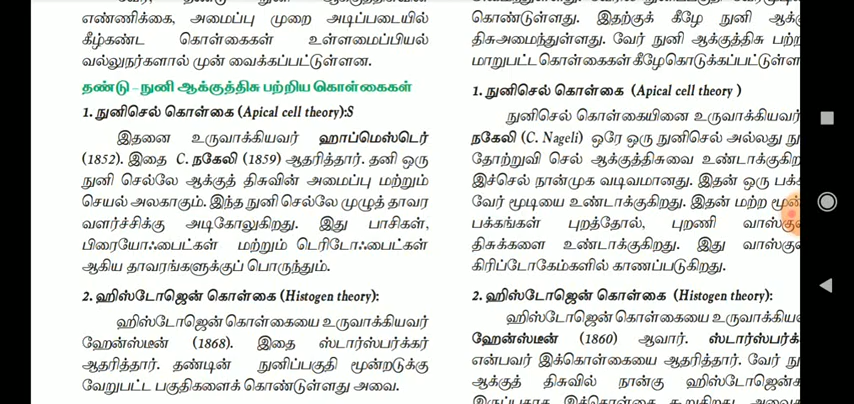 எண்ணிக்கை, அமைப்பு முறை அடிப்படையில்
கீழ்கண்ட கொள்கைகள் உள்ளமைப்பியல்
வல்லுநர்களால் முன் வைக்கப்பட்டுள்ளன.
தண்டு – நுனி ஆக்குத்திசு பற்றிய கொள்கைகள்
1. நுனிசெல் கொள்கை (Apical cell theory):S
இதனை உருவாக்கியவர் ஹாப்மெஸ்டெர்
(1852). இதை C. நகேலி (1859) ஆதரித்தார். தனி ஒரு
நுனி செல்லே ஆக்குத் திசுவின் அமைப்பு மற்றும்
செயல் அலகாகும். இந்த நுனி செல்லே முழுத் தாவர
வளர்ச்சிக்கு அடிகோலுகிறது. இது பாசிகள்,
பிரையோஃபைட்கள் மற்றும் டெரிடோஃபைட்கள்
ஆகிய தாவரங்களுக்குப் பொருந்தும்.
2. ஹிஸ்டோஜென் கொள்கை (Histogen theory):
ஹிஸ்டோஜென் கொள்கையை உருவாக்கியவர்
ஹேன்ஸ்டீன் (1868). இதை ஸ்டார்ஸ்பர்க்கர்
ஆதரித்தார். தண்டின் நுனிப்பகுதி மூன்றடுக்கு
வேறுபட்ட பகுதிகளைக் கொண்டுள்ளது அவை.
கொண்டுள்ளது. இதற்குக் கீழே நுனி
திசுஅமைந்துள்ளது. வேர் நுனி ஆக்குத்திசு
மாறுபட்ட கொள்கைகள் கீழேகொடுக்கப்பட்டுள்ள
1. நுனிசெல் கொள்கை (Apical cell theory )
நுனிசெல் கொள்கையினை உருவாக்கியவர்
நகேலி (C. Nageli) ஒரே ஒரு நுனிசெல் அல்லது
தோற்றுவி செல் ஆக்குத்திசுவை உண்டாக்குகிற
இச்செல் நான்முக வடிவமானது. இதன் ஒரு பக்
வேர் மூடியை உண்டாக்குகிறது. இதன் மற்ற
பக்கங்கள் புறத்தோல், புறணி
திசுக்களை உண்டாக்குகிறது. இது
கிரிப்டோகேம்களில் காணப்படுகிறது.
2. ஹிஸ்டோஜென் கொள்கை (Histogen theory):
ஹிஸ்டோஜென் கொள்கையை
ஹேன்ஸ்டீன் (1860) ஆவார்.
என்பவர் இக்கொள்கையை ஆதரித்தார். வேர்
ஆக்குத் திசுவில் நான்கு